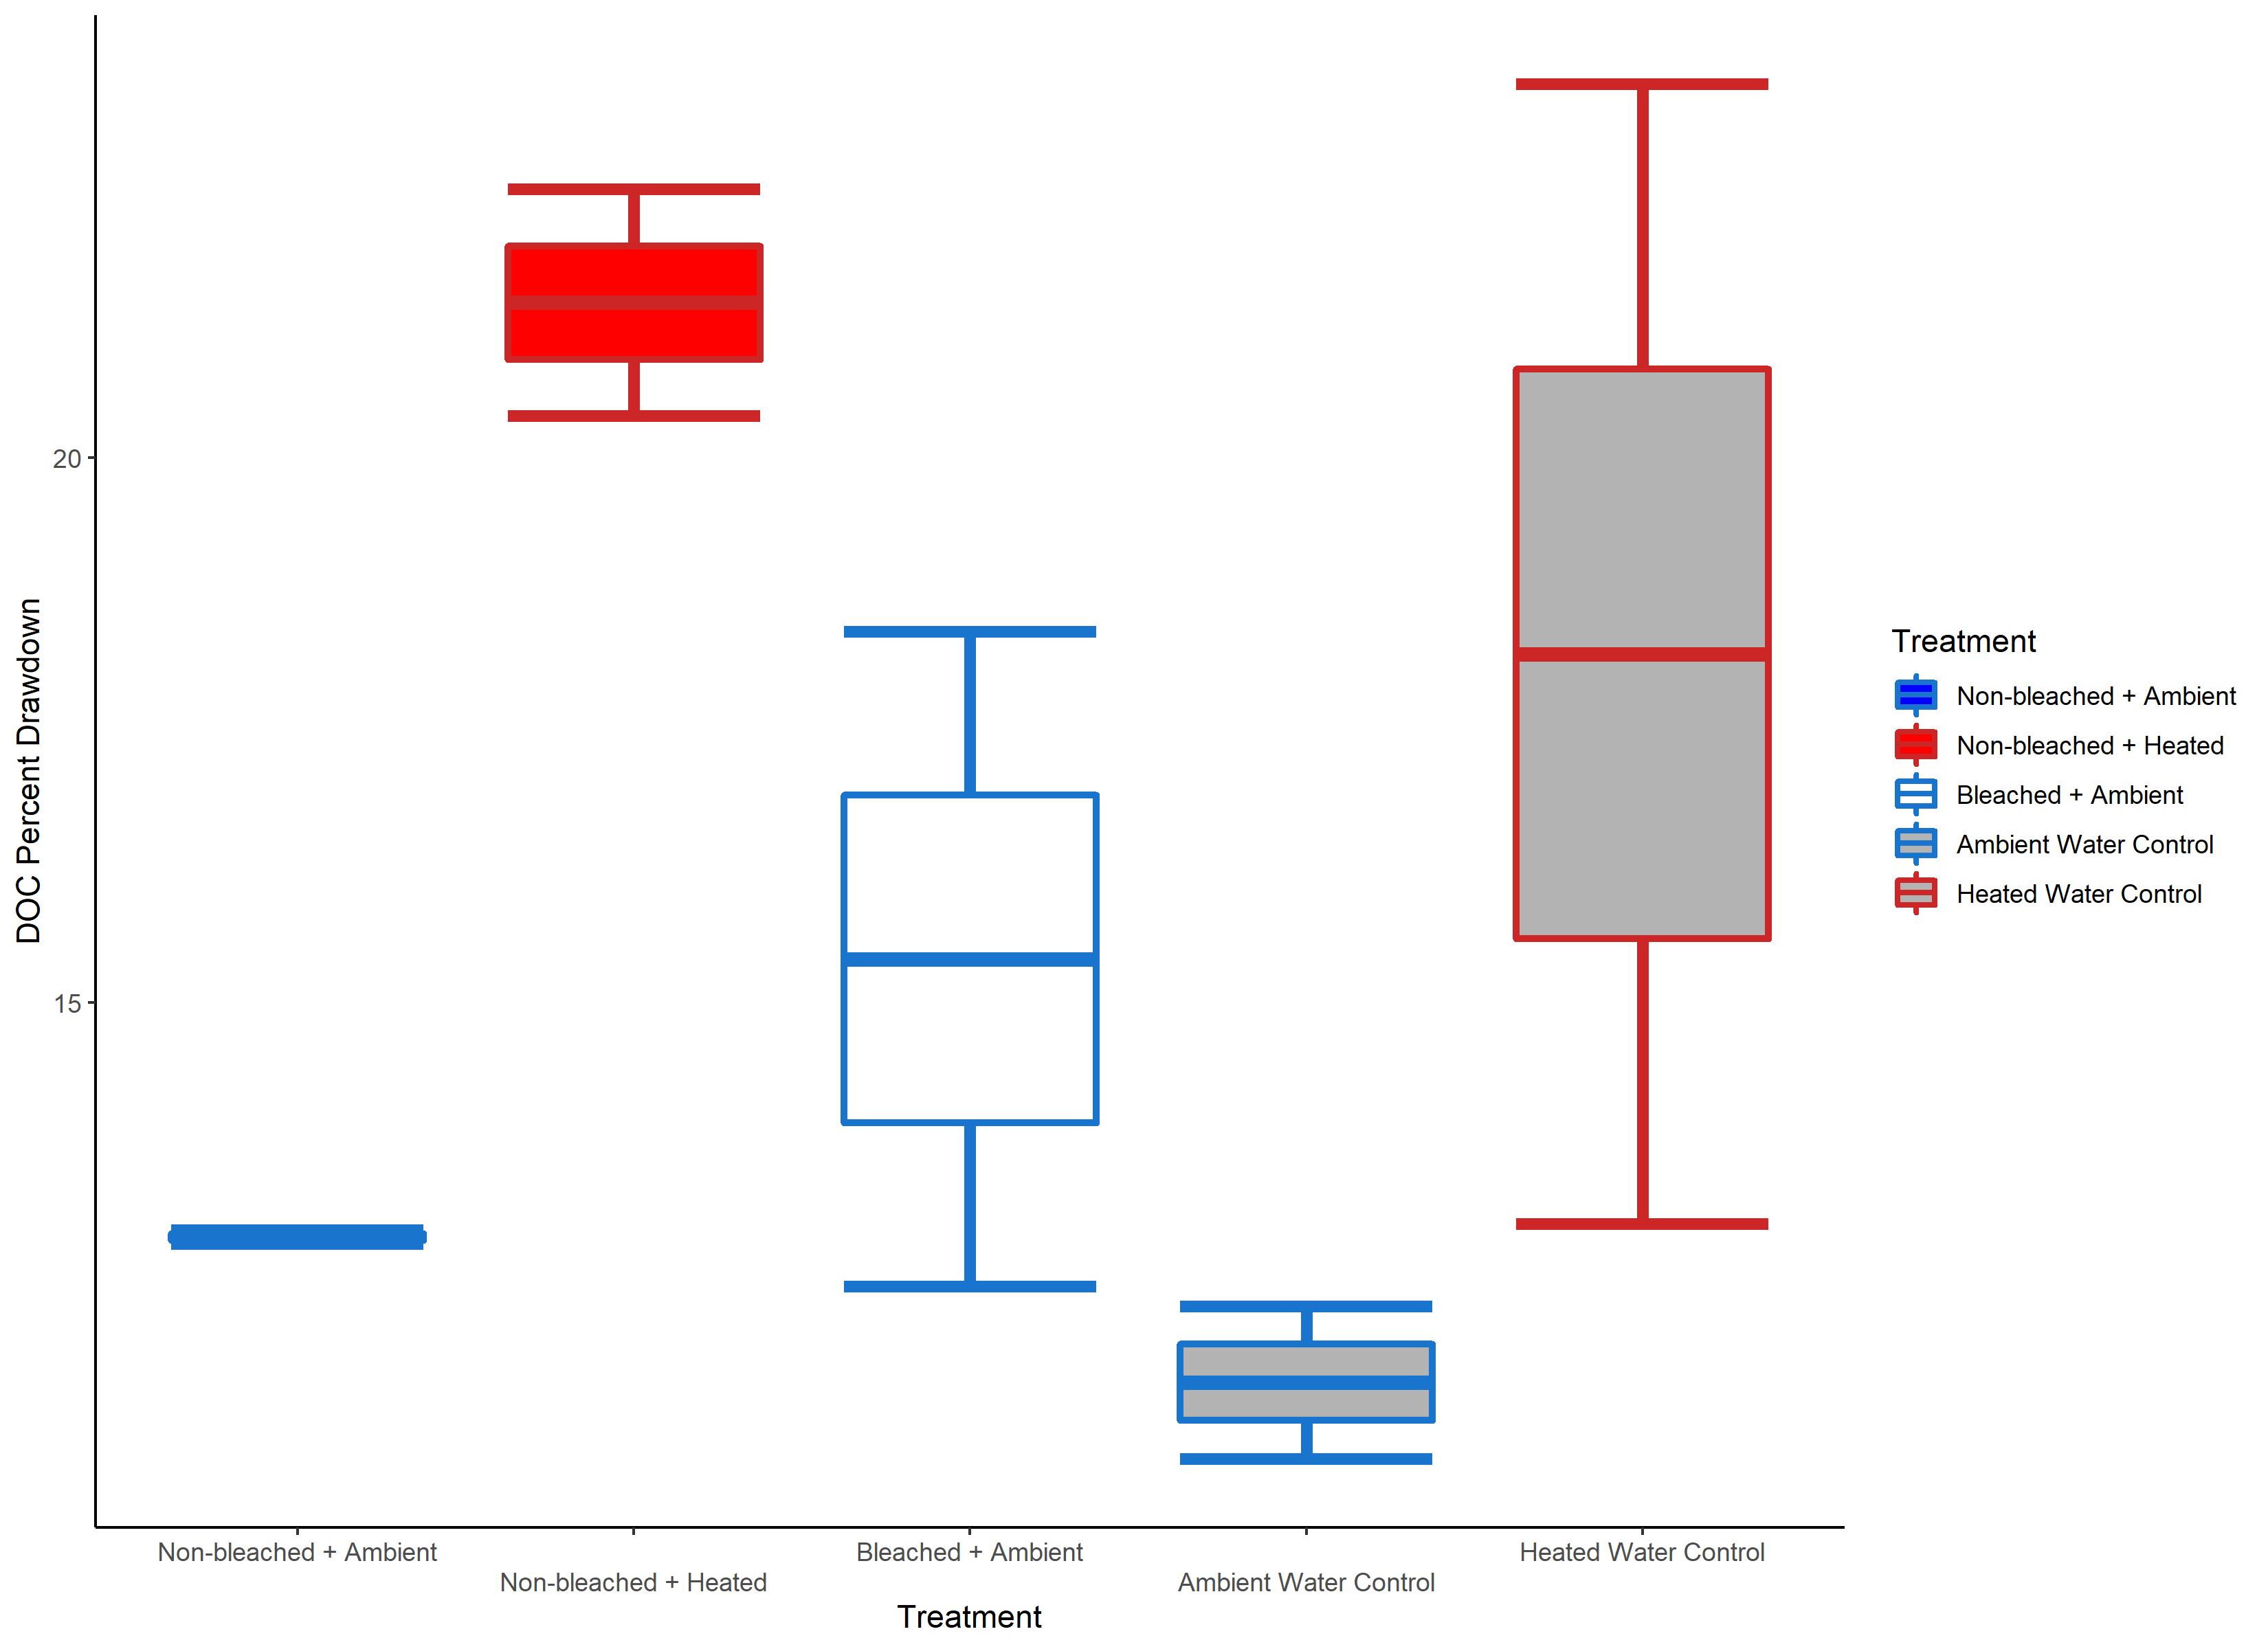 DOC Percent Drawdown
20
15
Non-bleached + Ambient
Non-bleached + Heated
Bleached + Ambient
Ambient Water Control
Heated Water Control
Treatment
Treatment
Non-bleached + Ambient
Non-bleached + Heated
Bleached + Ambient
Ambient Water Control
Heated Water Control